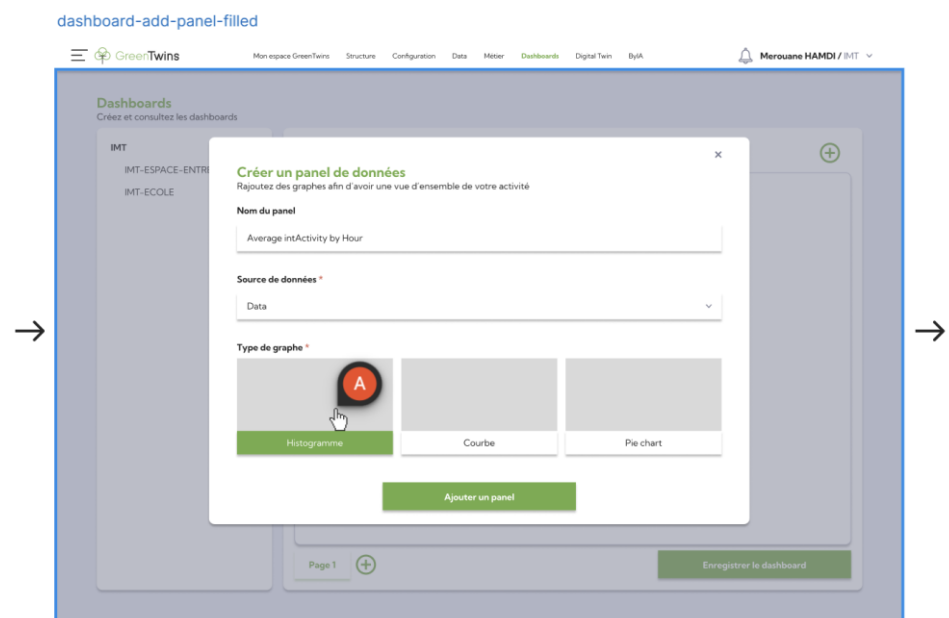 dashboard-add-panel-filled
GreenTwins
Mon espace GreenTwins Structure Configuration Data Métier Dashboards Digital Twin ByIA
Merouane HAMDI / IMT
Dashboards
Créez et consultez les dashboards
IMT
IMT-ESPACE-ENTRE
IMT-ECOLE
Créer un panel de données
Rajoutez des graphes afin d'avoir une vue d'ensemble de votre activité
Nom du panel
Average intActivity by Hour
Source de données *
Data
Type de graphe *
A
Histogramme Courbe Pie chart
Ajouter un panel
Page 1
Enregistrer le dashboard